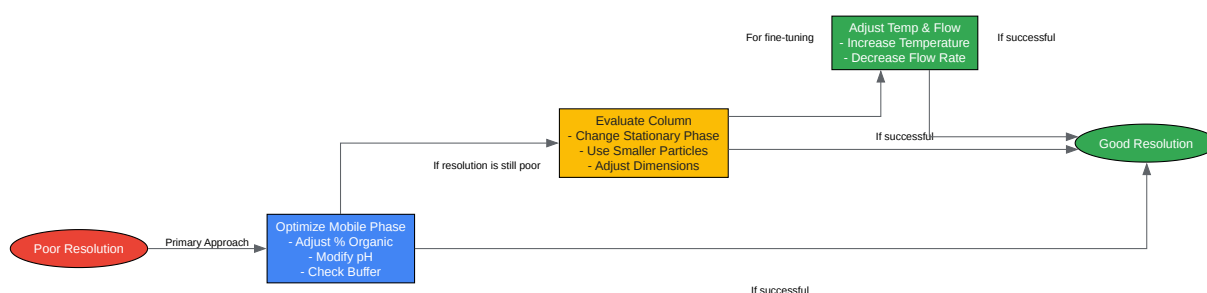 Poor Resolution
Primary Approach
Optimize Mobile Phase
- Adjust % Organic
- Modify pH
- Check Buffer
If resolution is still poor
Evaluate Column
- Change Stationary Phase
- Use Smaller Particles
- Adjust Dimensions
For fine-tuning
Adjust Temp & Flow
- Increase Temperature
- Decrease Flow Rate
If successful
If successful
Good Resolution
If successful